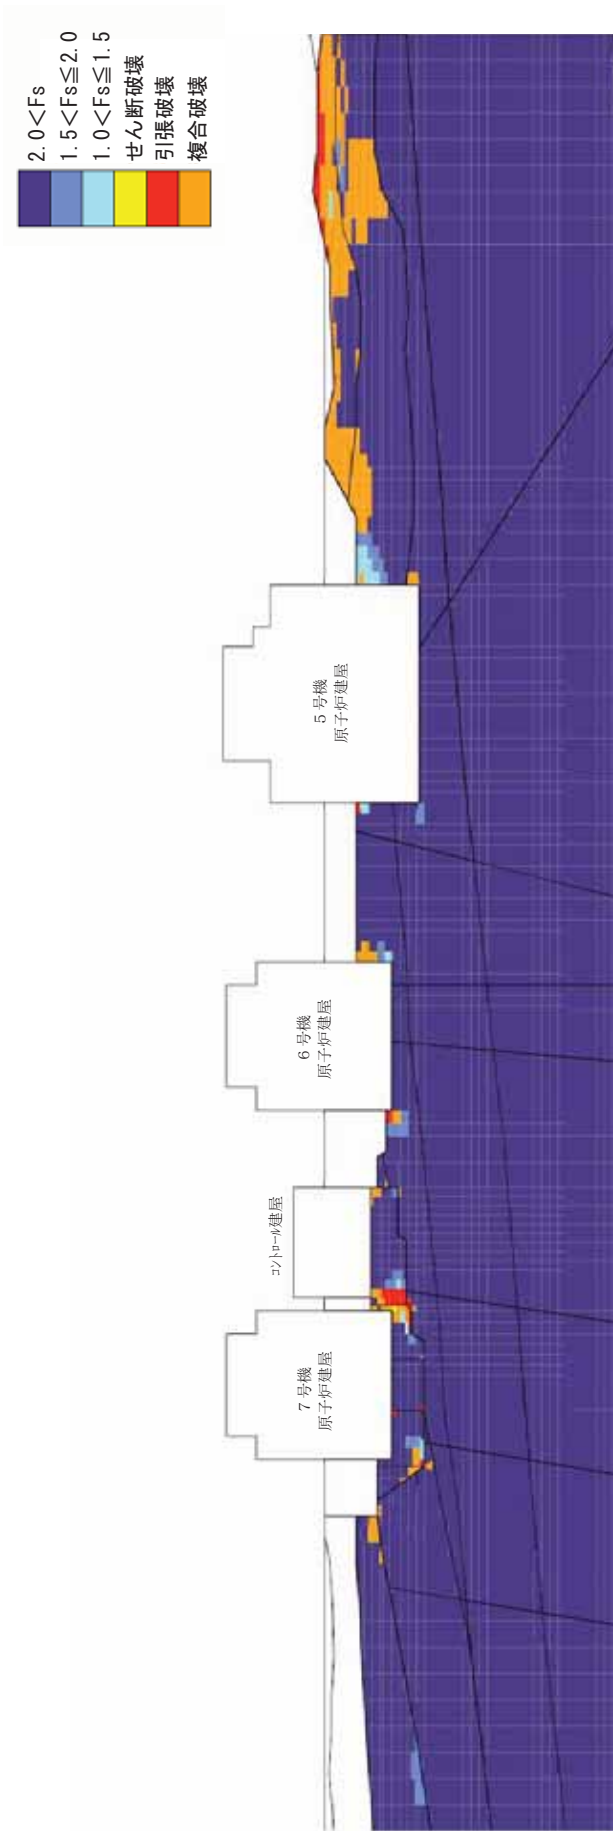 2.0＜Fs
1.5＜Fs≦2.0
1.0＜Fs≦1.5
せん断破壊
引張破壊
複合破壊
7号機
原子炉建屋
コントロール建屋
6号機
原子炉建屋
5号機
原子炉建屋